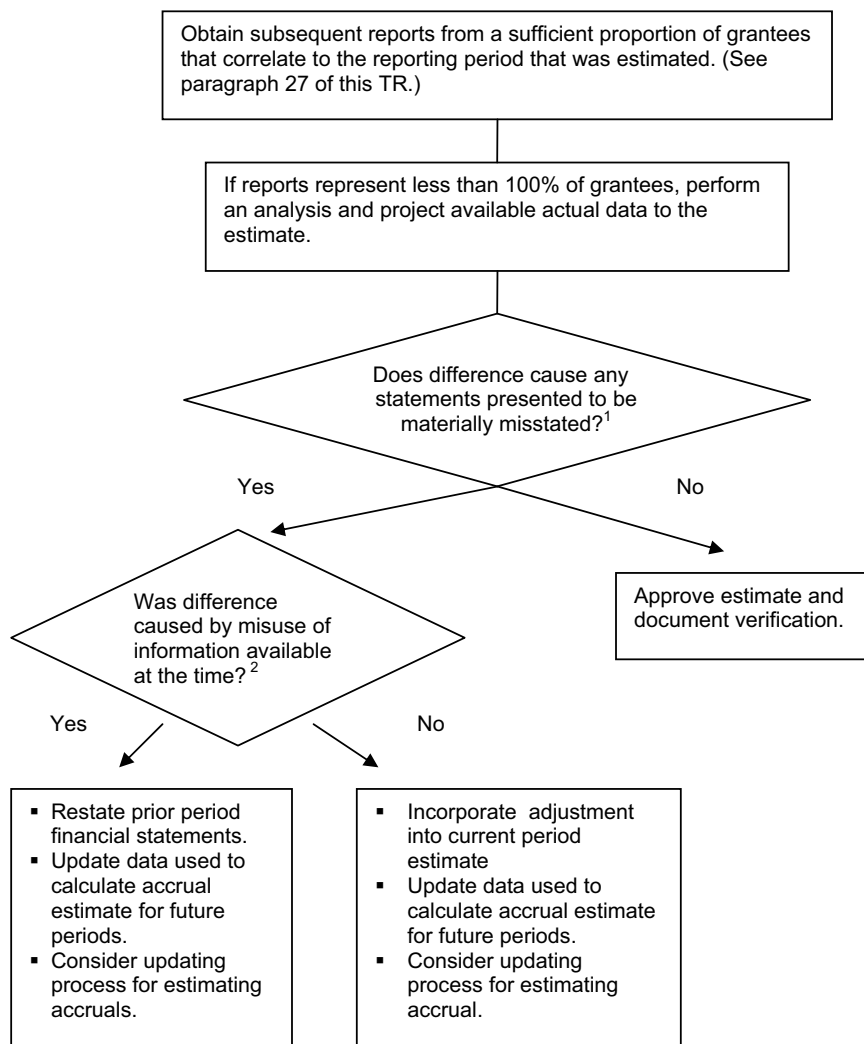 Obtain subsequent reports from a sufficient proportion of grantees
that correlate to the reporting period that was estimated. (See
paragraph 27 of this TR.)
If reports represent less than 100% of grantees, perform
an analysis and project available actual data to the
estimate.
Does difference cause any
statements presented to be
materially misstated?1
Yes
No
Was difference
caused by misuse of
information available
at the time? 2
Approve estimate and
document verification.
Yes
No
▪ Restate prior period
financial statements.
▪ Update data used to
calculate accrual
estimate for future
periods.
▪ Consider updating
process for estimating
accruals.
▪ Incorporate adjustment
into current period
estimate
▪ Update data used to
calculate accrual estimate
for future periods.
▪ Consider updating
process for estimating
accrual.